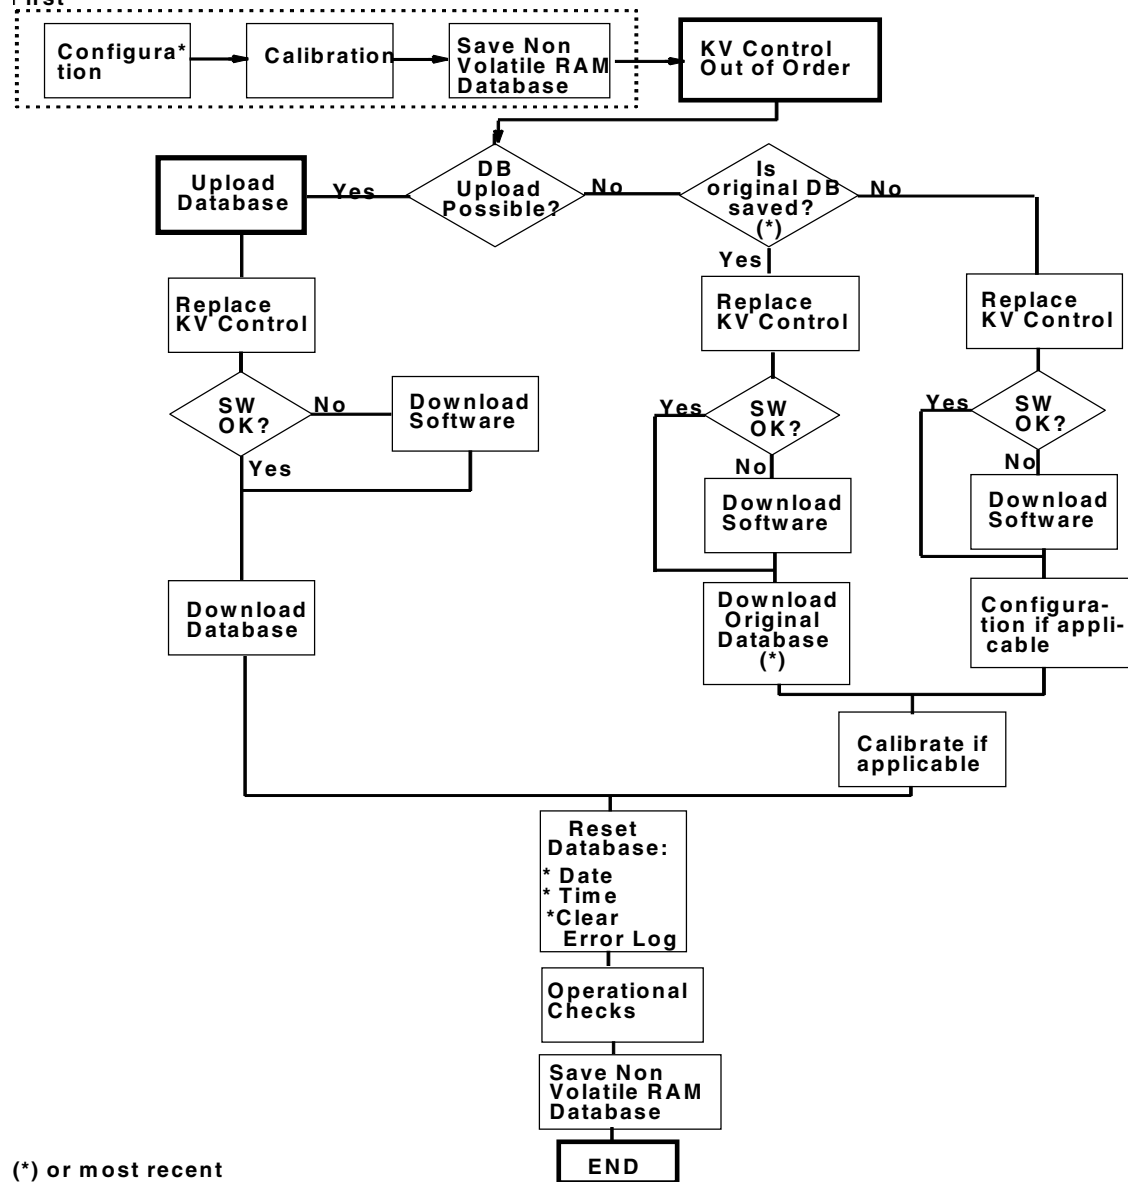 First
Configura*
tion
Calibration
Save Non
Volatile RAM
Database
KV Control
Out of Order
DB
Upload
Possible?
Yes
No
Upload
Database
Is
original DB
saved?
(*)
No
Yes
Replace
KV Control
Replace
KV Control
Replace
KV Control
SW
OK?
No
Download
Software
Yes
Yes
SW
OK?
No
Download
Software
Yes
SW
OK?
No
Download
Software
Download
Database
Download
Original
Database
(*)
Configura-
tion if appli-
cable
Calibrate if
applicable
Reset
Database:
* Date
* Time
*Clear
Error Log
Operational
Checks
Save Non
Volatile RAM
Database
END
(*) or most recent